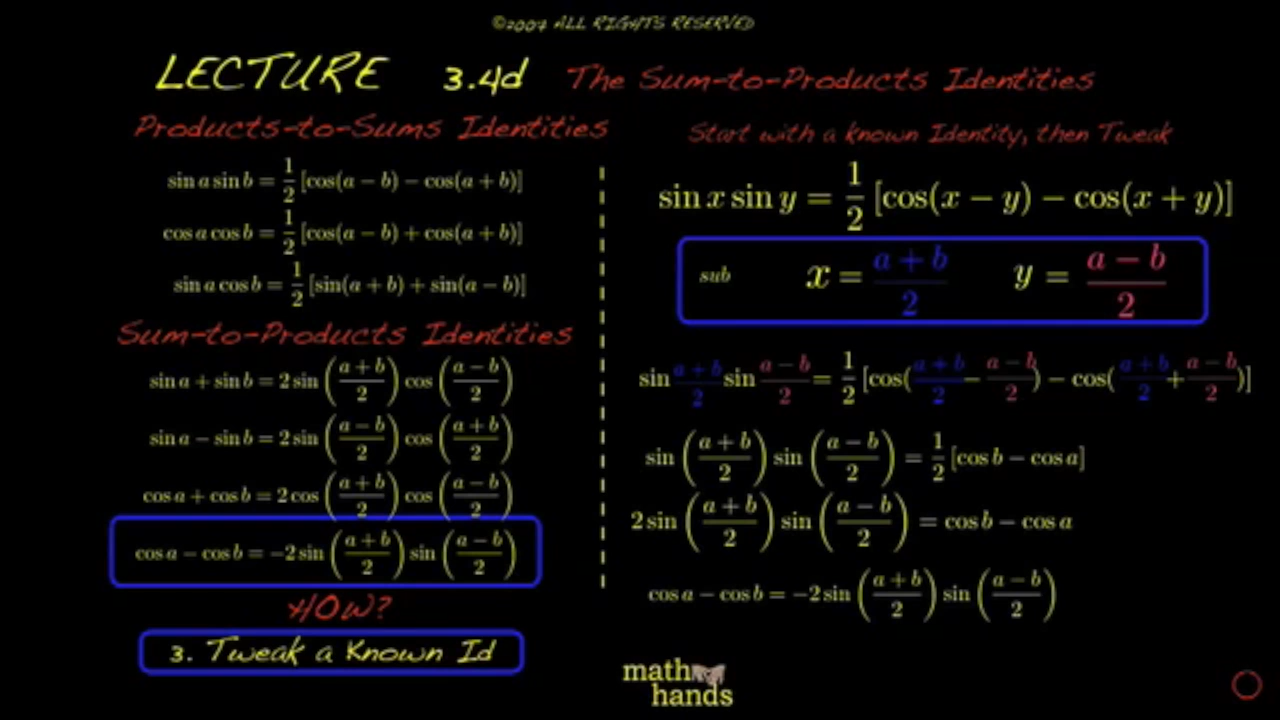 ©2007 ALL RIGHTS RESERVED
LECTURE 3.4d The Sum-to-Products Identities
Products-to-Sums Identities
sin a sin b = 1/2 [cos(a − b) − cos(a + b)]
cos a cos b = 1/2 [cos(a − b) + cos(a + b)]
sin a cos b = 1/2 [sin(a + b) + sin(a − b)]
Sum-to-Products Identities
sin a + sin b = 2 sin ((a + b)/2) cos ((a − b)/2)
sin a − sin b = 2 sin ((a − b)/2) cos ((a + b)/2)
cos a + cos b = 2 cos ((a + b)/2) cos ((a − b)/2)
cos a − cos b = −2 sin ((a + b)/2) sin ((a − b)/2)
HOW?
3. Tweak a Known Id
Start with a known Identity, then Tweak
sin x sin y = 1/2 [cos(x − y) − cos(x + y)]
sub x = (a + b)/2 y = (a − b)/2
sin (a + b)/2 sin (a − b)/2 = 1/2 [cos((a + b)/2 − (a − b)/2) − cos((a + b)/2 + (a − b)/2)]
sin ((a + b)/2) sin ((a − b)/2) = 1/2 [cos b − cos a]
2 sin ((a + b)/2) sin ((a − b)/2) = cos b − cos a
cos a − cos b = −2 sin ((a + b)/2) sin ((a − b)/2)
math
hands